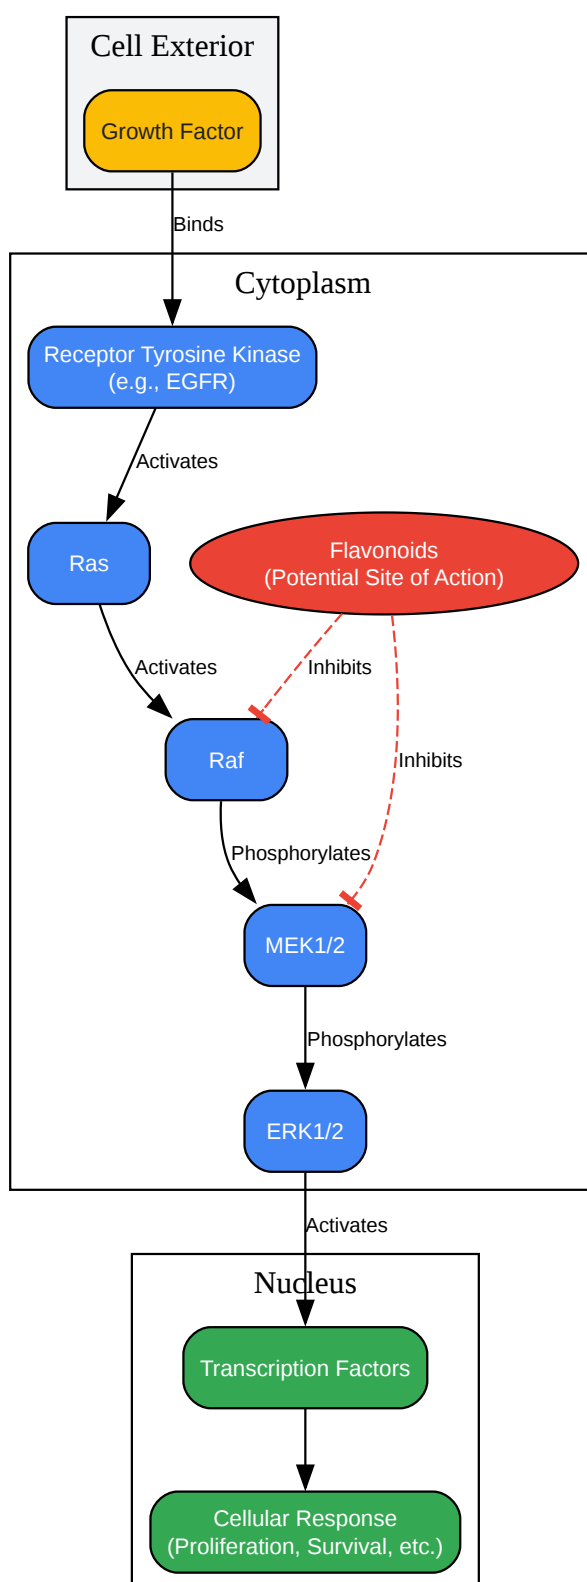 Cell Exterior
Growth Factor
Binds
Cytoplasm
Receptor Tyrosine Kinase
(e.g., EGFR)
Activates
Ras
Flavonoids
(Potential Site of Action)
Activates
Inhibits
Raf
Inhibits
Phosphorylates
MEK1/2
Phosphorylates
ERK1/2
Activates
Nucleus
Transcription Factors
Cellular Response
(Proliferation, Survival, etc.)